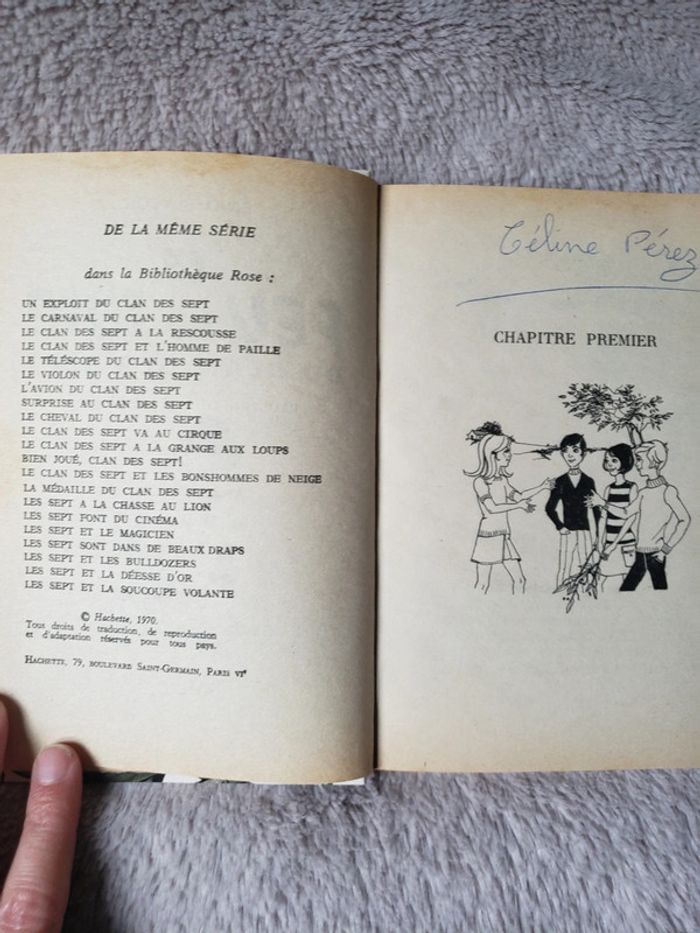 DE LA MÊME SÉRIE
dans la Bibliothèque Rose :
UN EXPLOIT DU CLAN DES SEPT
LE CARNAVAL DU CLAN DES SEPT
LE CLAN DES SEPT A LA RESCOUSSE
LE CLAN DES SEPT ET L'HOMME DE PAILLE
LE TÉLÉSCOPE DU CLAN DES SEPT
LE VIOLON DU CLAN DES SEPT
L'AVION DU CLAN DES SEPT
SURPRISE AU CLAN DES SEPT
LE CHEVAL DU CLAN DES SEPT
LE CLAN DES SEPT VA AU CIRQUE
LE CLAN DES SEPT A LA GRANGE AUX LOUPS
BIEN JOUÉ, CLAN DES SEPT!
LE CLAN DES SEPT ET LES BONSHOMMES DE NEIGE
LA MÉDAILLE DU CLAN DES SEPT
LES SEPT A LA CHASSE AU LION
LES SEPT FONT DU CINÉMA
LES SEPT ET LE MAGICIEN
LES SEPT SONT DANS DE BEAUX DRAPS
LES SEPT ET LES BULLDOZERS
LES SEPT ET LA DÉESSE D'OR
LES SEPT ET LA SOUCOUPE VOLANTE
© Hachette, 1970.
Tous droits de traduction, de reproduction
et d'adaptation réservés pour tous pays.
HACHETTE, 79, BOULEVARD SAINT-GERMAIN, PARIS VIe
Céline Pérez
CHAPITRE PREMIER